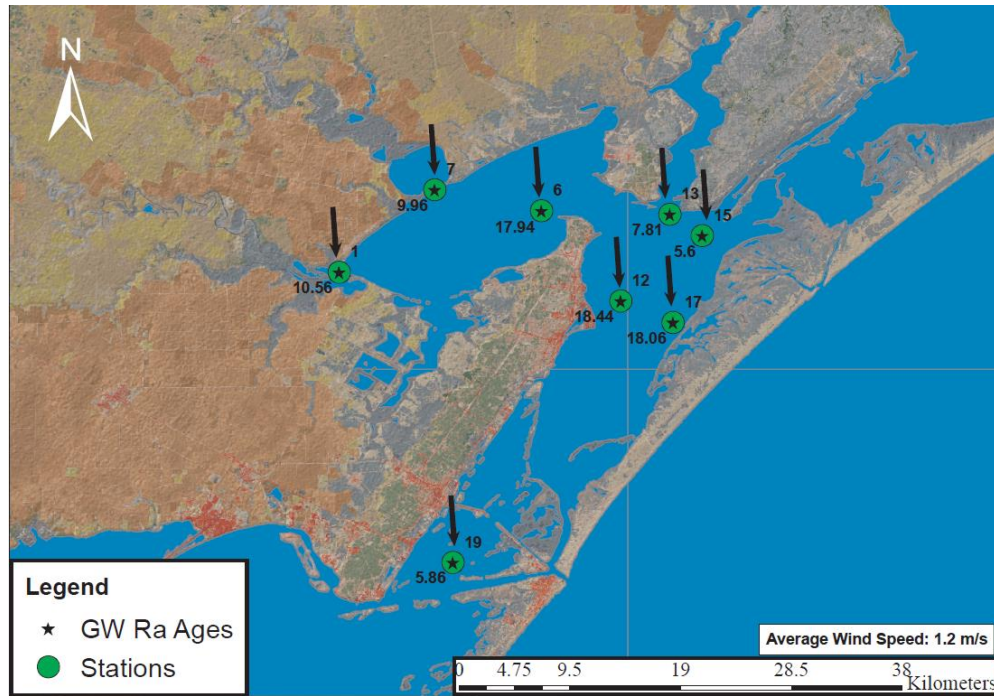 N
7
9.96
6
17.94
13
7.81
15
5.6
1
10.56
12
18.44
17
18.06
19
5.86
Legend
GW Ra Ages
Stations
Average Wind Speed: 1.2 m/s
0 4.75 9.5 19 28.5 38
Kilometers